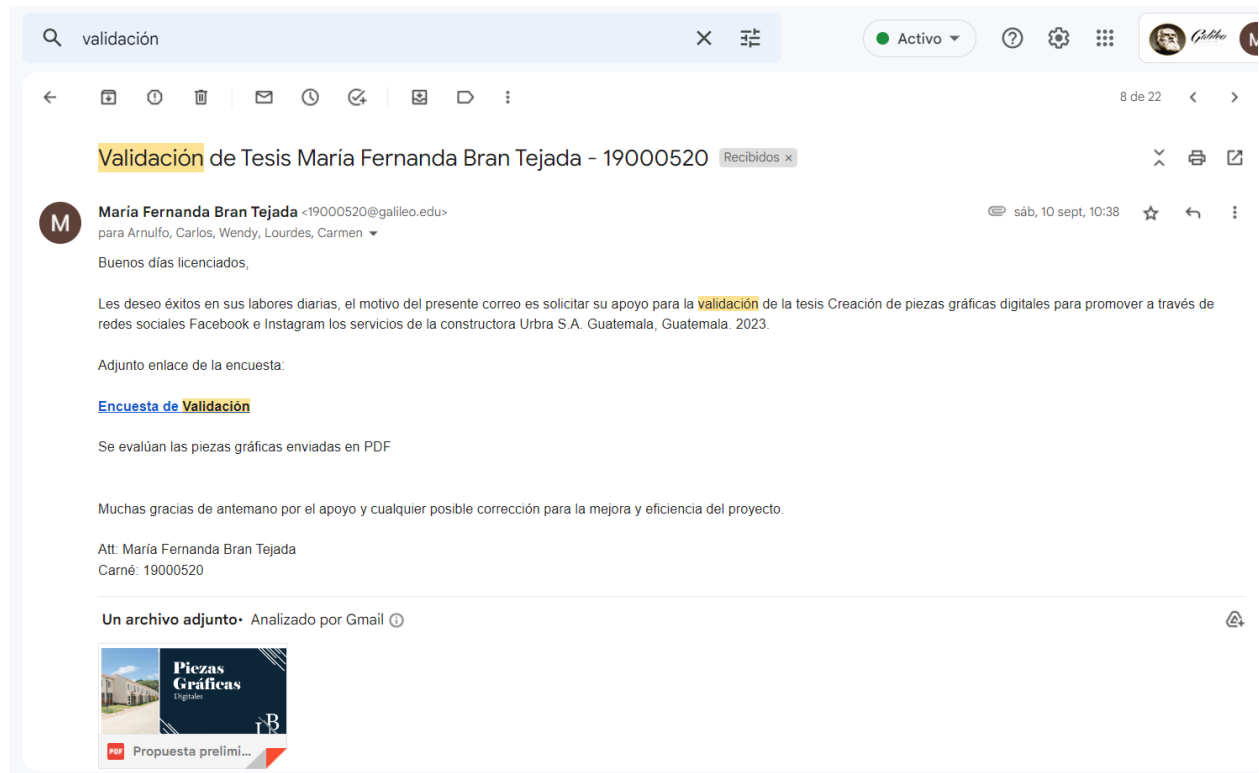 validación
Activo
Galileo
M
8 de 22
Validación de Tesis María Fernanda Bran Tejada - 19000520 Recibidos ×
M
María Fernanda Bran Tejada <19000520@galileo.edu>
sáb, 10 sept, 10:38
para Arnulfo, Carlos, Wendy, Lourdes, Carmen
Buenos días licenciados,
Les deseo éxitos en sus labores diarias, el motivo del presente correo es solicitar su apoyo para la validación de la tesis Creación de piezas gráficas digitales para promover a través de
redes sociales Facebook e Instagram los servicios de la constructora Urbra S.A. Guatemala, Guatemala. 2023.
Adjunto enlace de la encuesta:
Encuesta de Validación
Se evalúan las piezas gráficas enviadas en PDF
Muchas gracias de antemano por el apoyo y cualquier posible corrección para la mejora y eficiencia del proyecto.
Att: María Fernanda Bran Tejada
Carné: 19000520
Un archivo adjunto• Analizado por Gmail
Piezas
Gráficas
Digitales
PDF Propuesta prelimi...